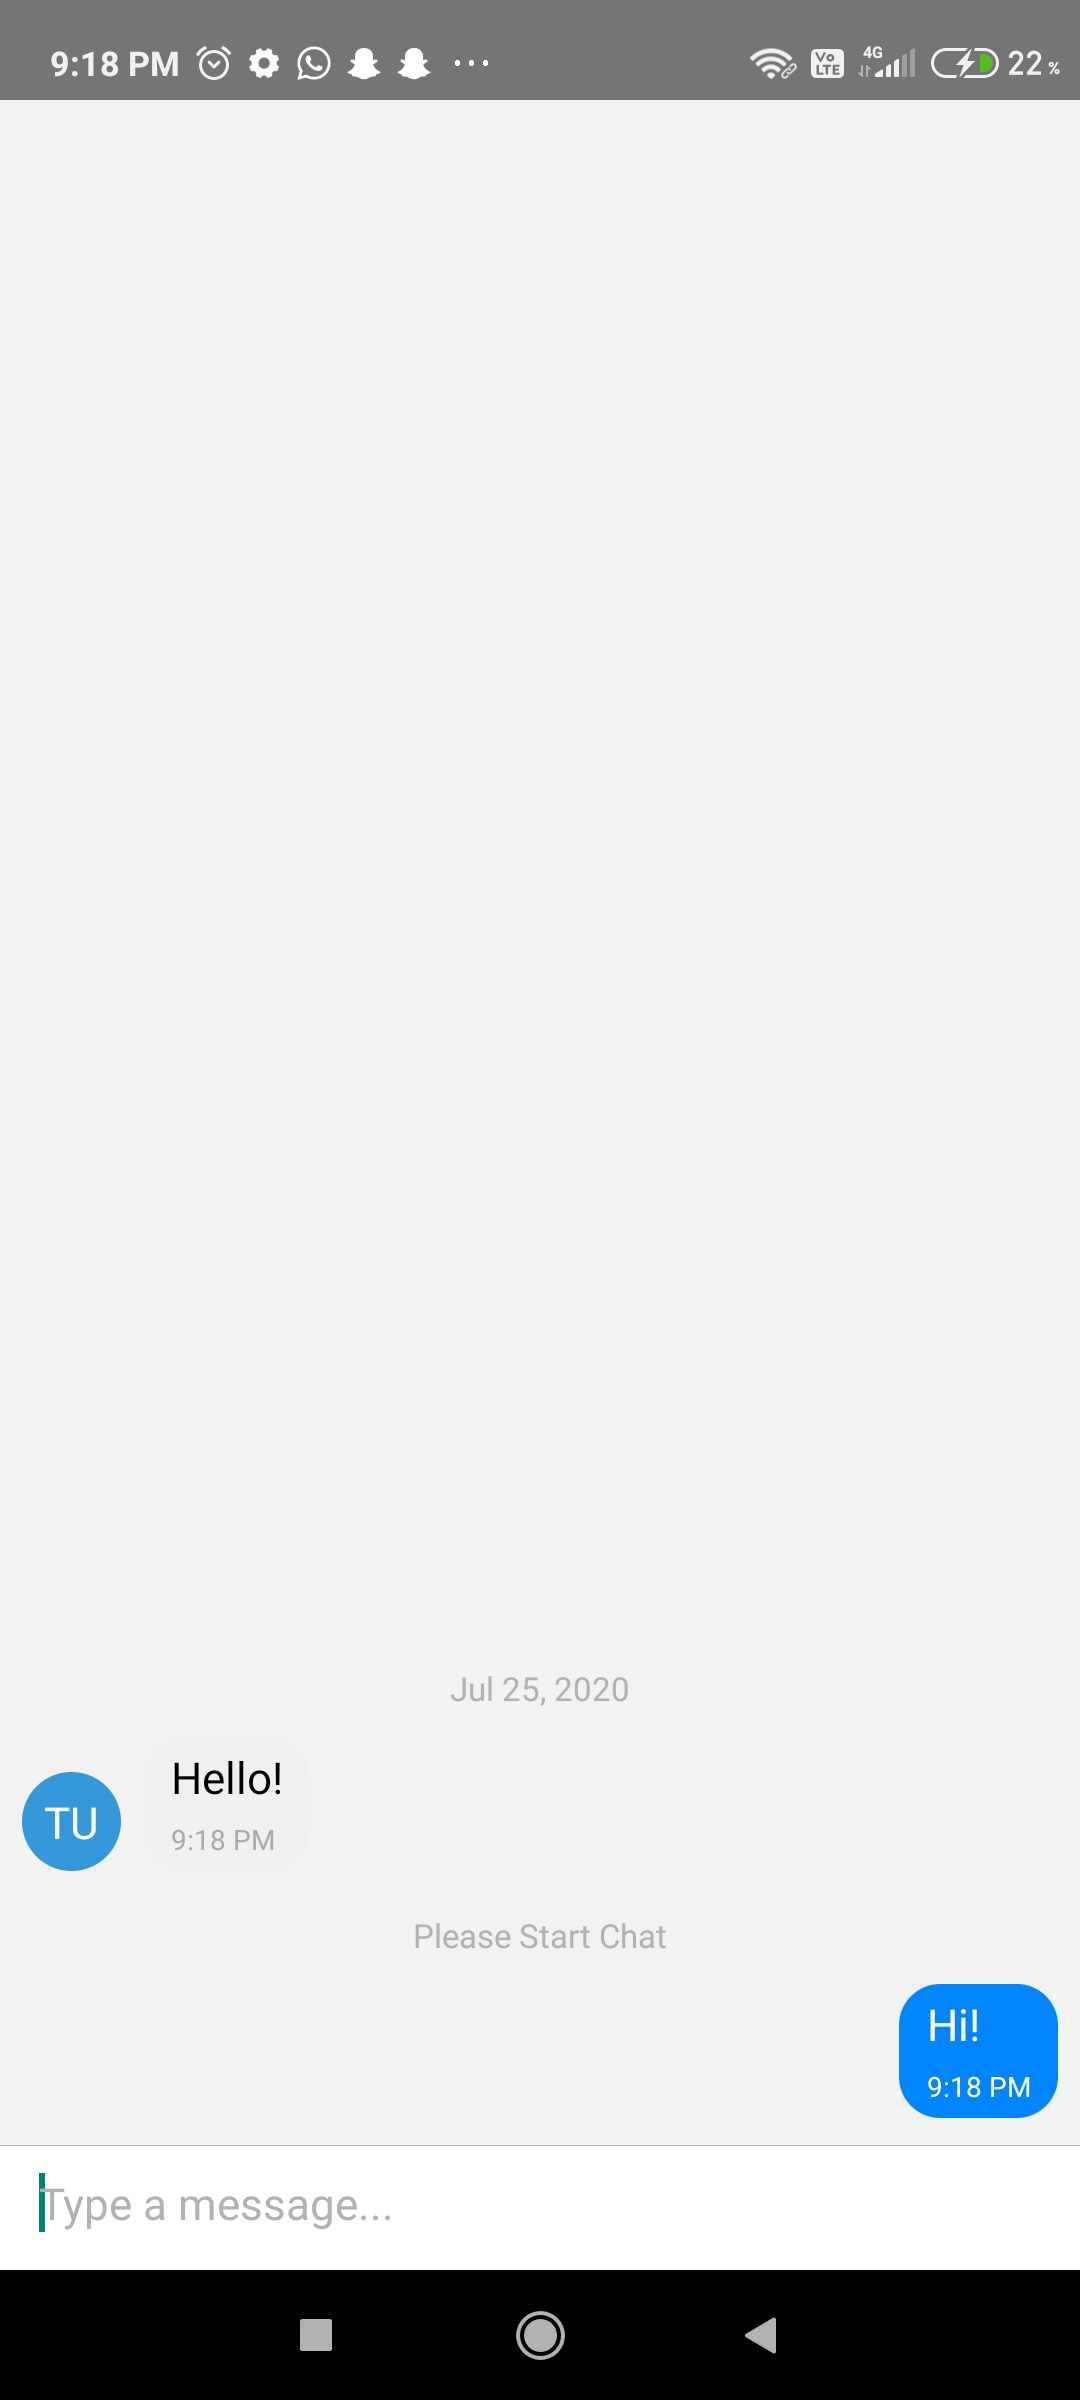 9:18 PM ... Vo LTE 4G 22 %
Jul 25, 2020
Hello!
TU
9:18 PM
Please Start Chat
Hi!
9:18 PM
Type a message...